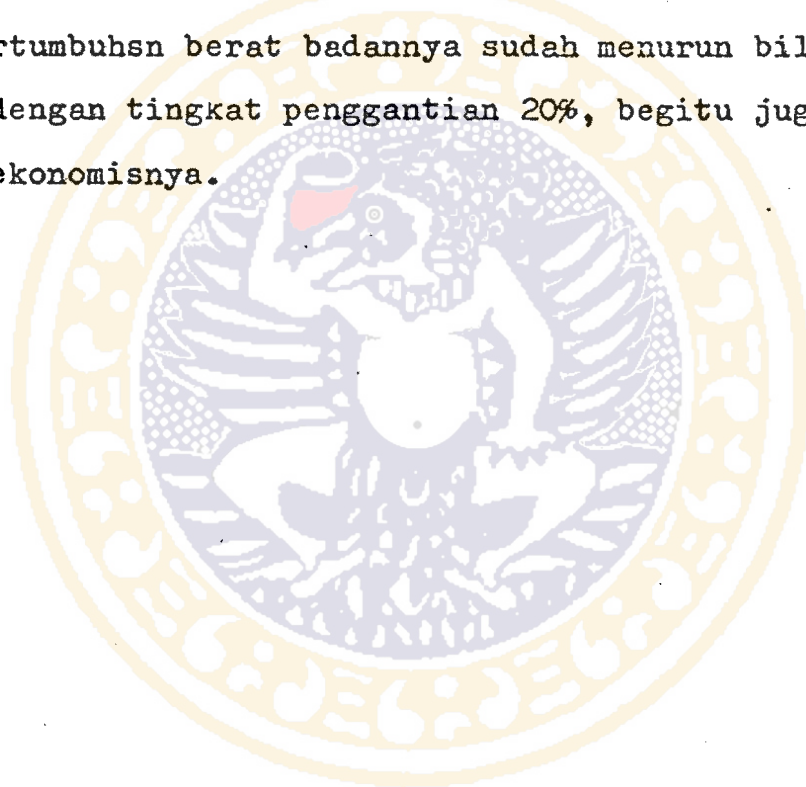 rtumbuhsn berat badannya sudah menurun bil
dengan tingkat penggantian 20%, begitu jug
ekonomisnya.